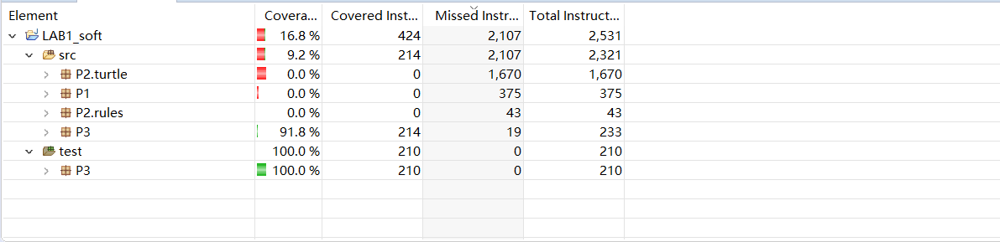 Element Covera... Covered Inst... Missed Instr... Total Instruct...
LAB1_soft 16.8 % 424 2,107 2,531
src 9.2 % 214 2,107 2,321
P2.turtle 0.0 % 0 1,670 1,670
P1 0.0 % 0 375 375
P2.rules 0.0 % 0 43 43
P3 91.8 % 214 19 233
test 100.0 % 210 0 210
P3 100.0 % 210 0 210